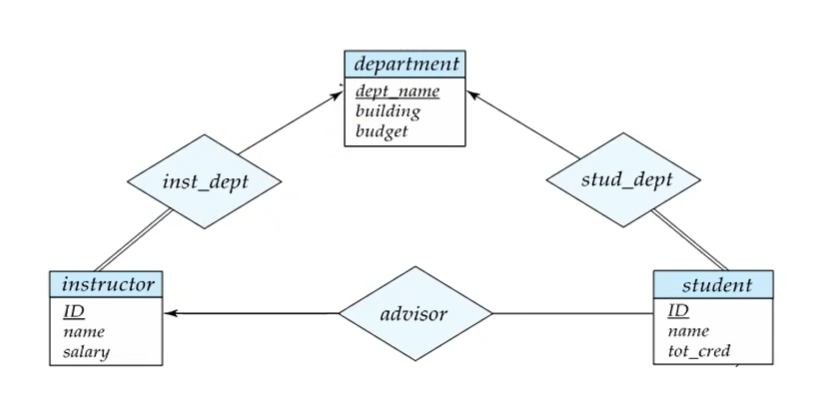 department
dept_name
building
budget
inst_dept
stud_dept
instructor
ID
name
salary
advisor
student
ID
name
tot_cred